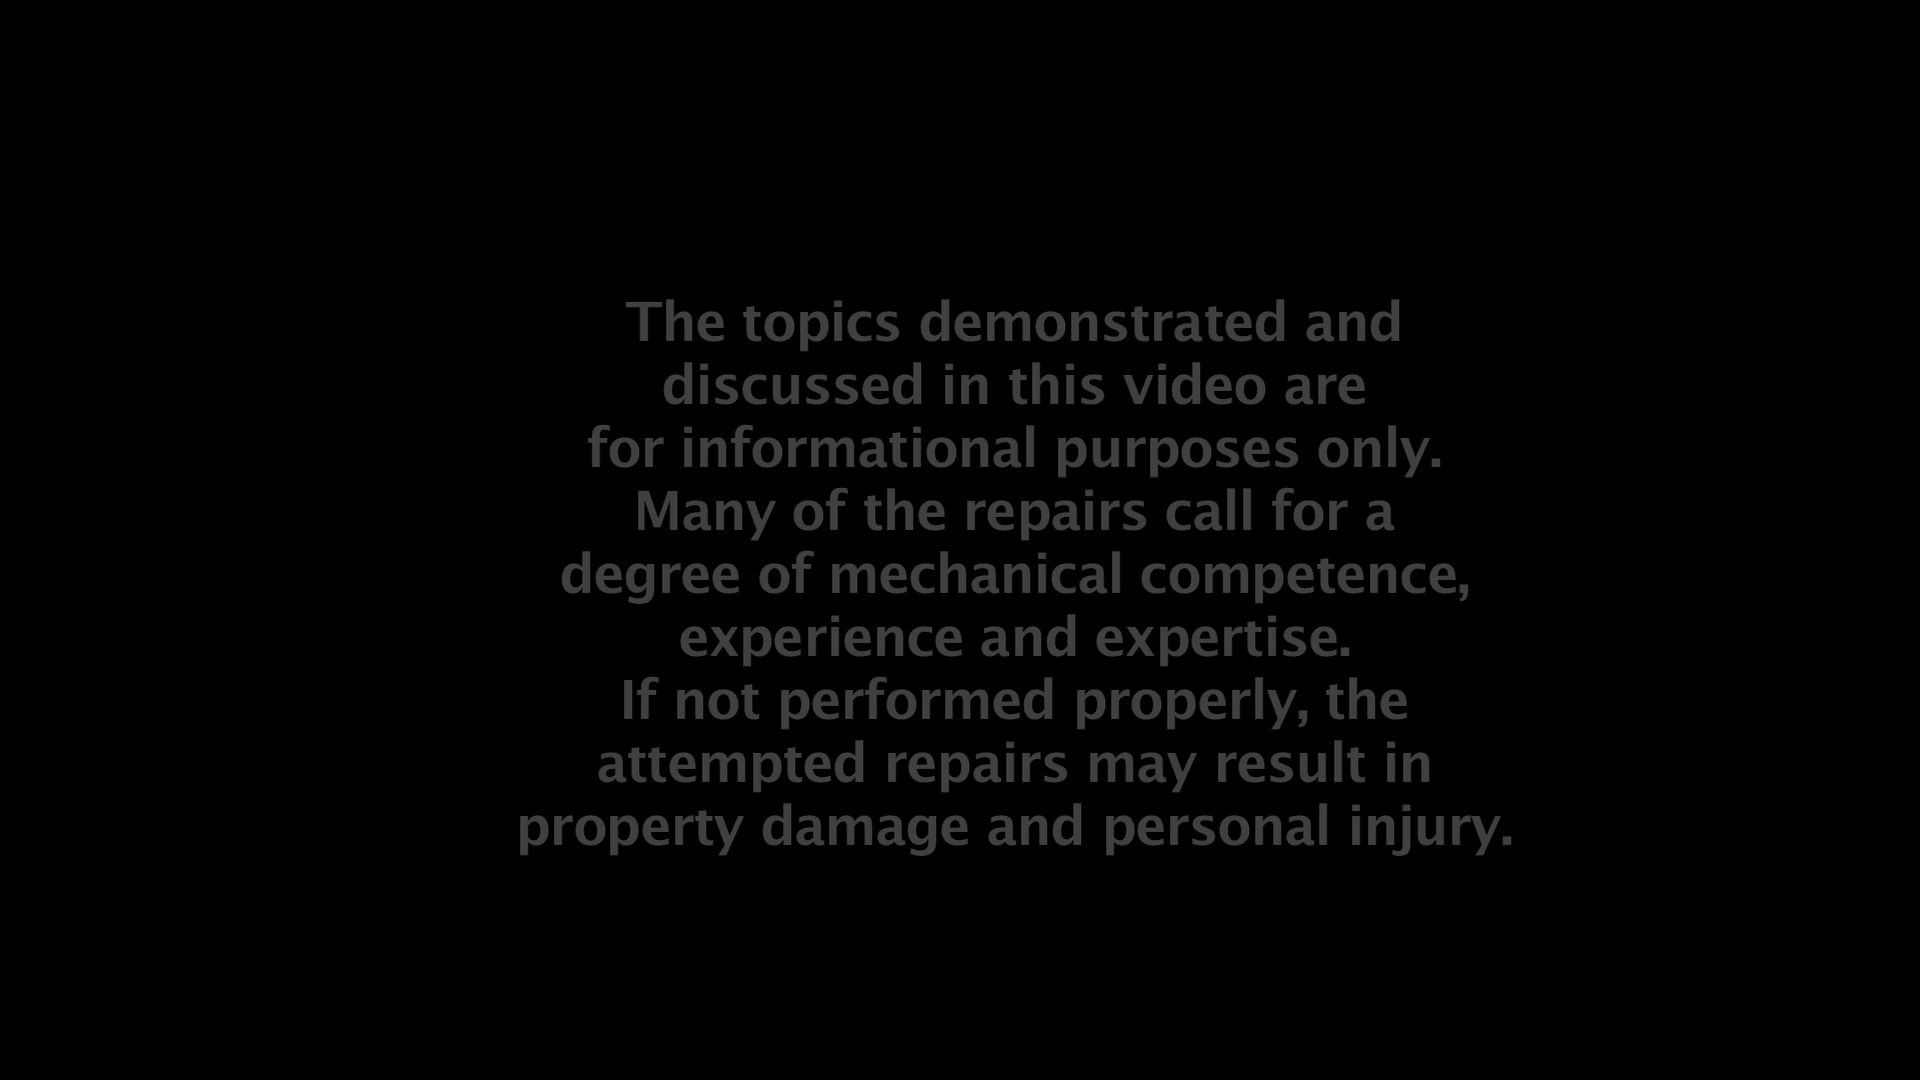 The topics demonstrated and
discussed in this video are
for informational purposes only.
Many of the repairs call for a
degree of mechanical competence,
experience and expertise.
If not performed properly, the
attempted repairs may result in
property damage and personal injury.